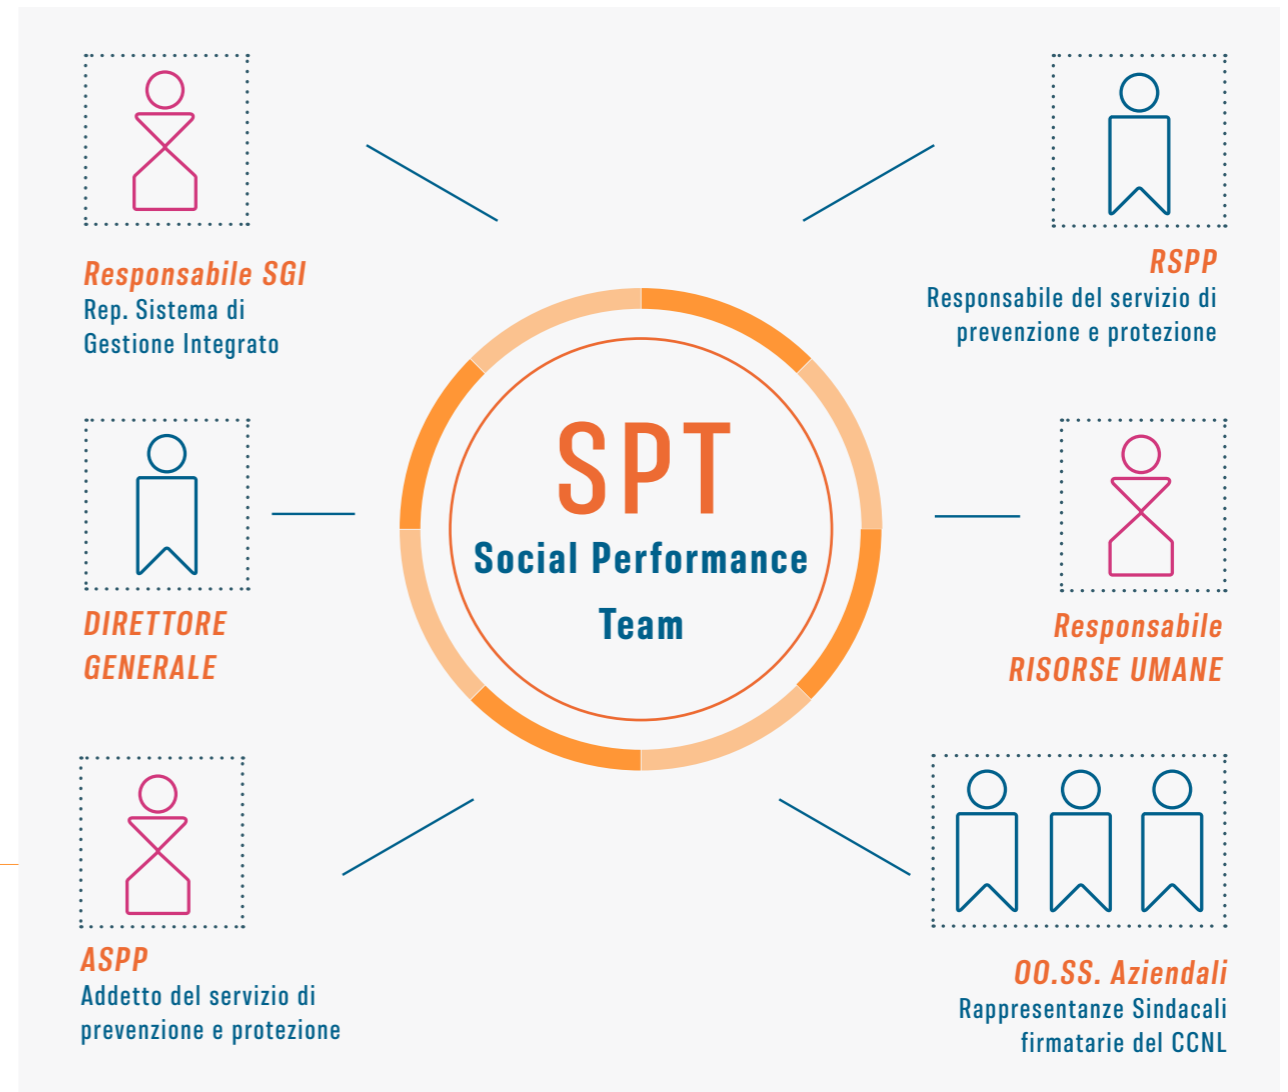 Responsabile SGI
Rep. Sistema di
Gestione Integrato
RSPP
Responsabile del servizio di
prevenzione e protezione
SPT
Social Performance
Team
DIRETTORE
GENERALE
Responsabile
RISORSE UMANE
ASPP
Addetto del servizio di
prevenzione e protezione
OO.SS. Aziendali
Rappresentanze Sindacali
firmatarie del CCNL